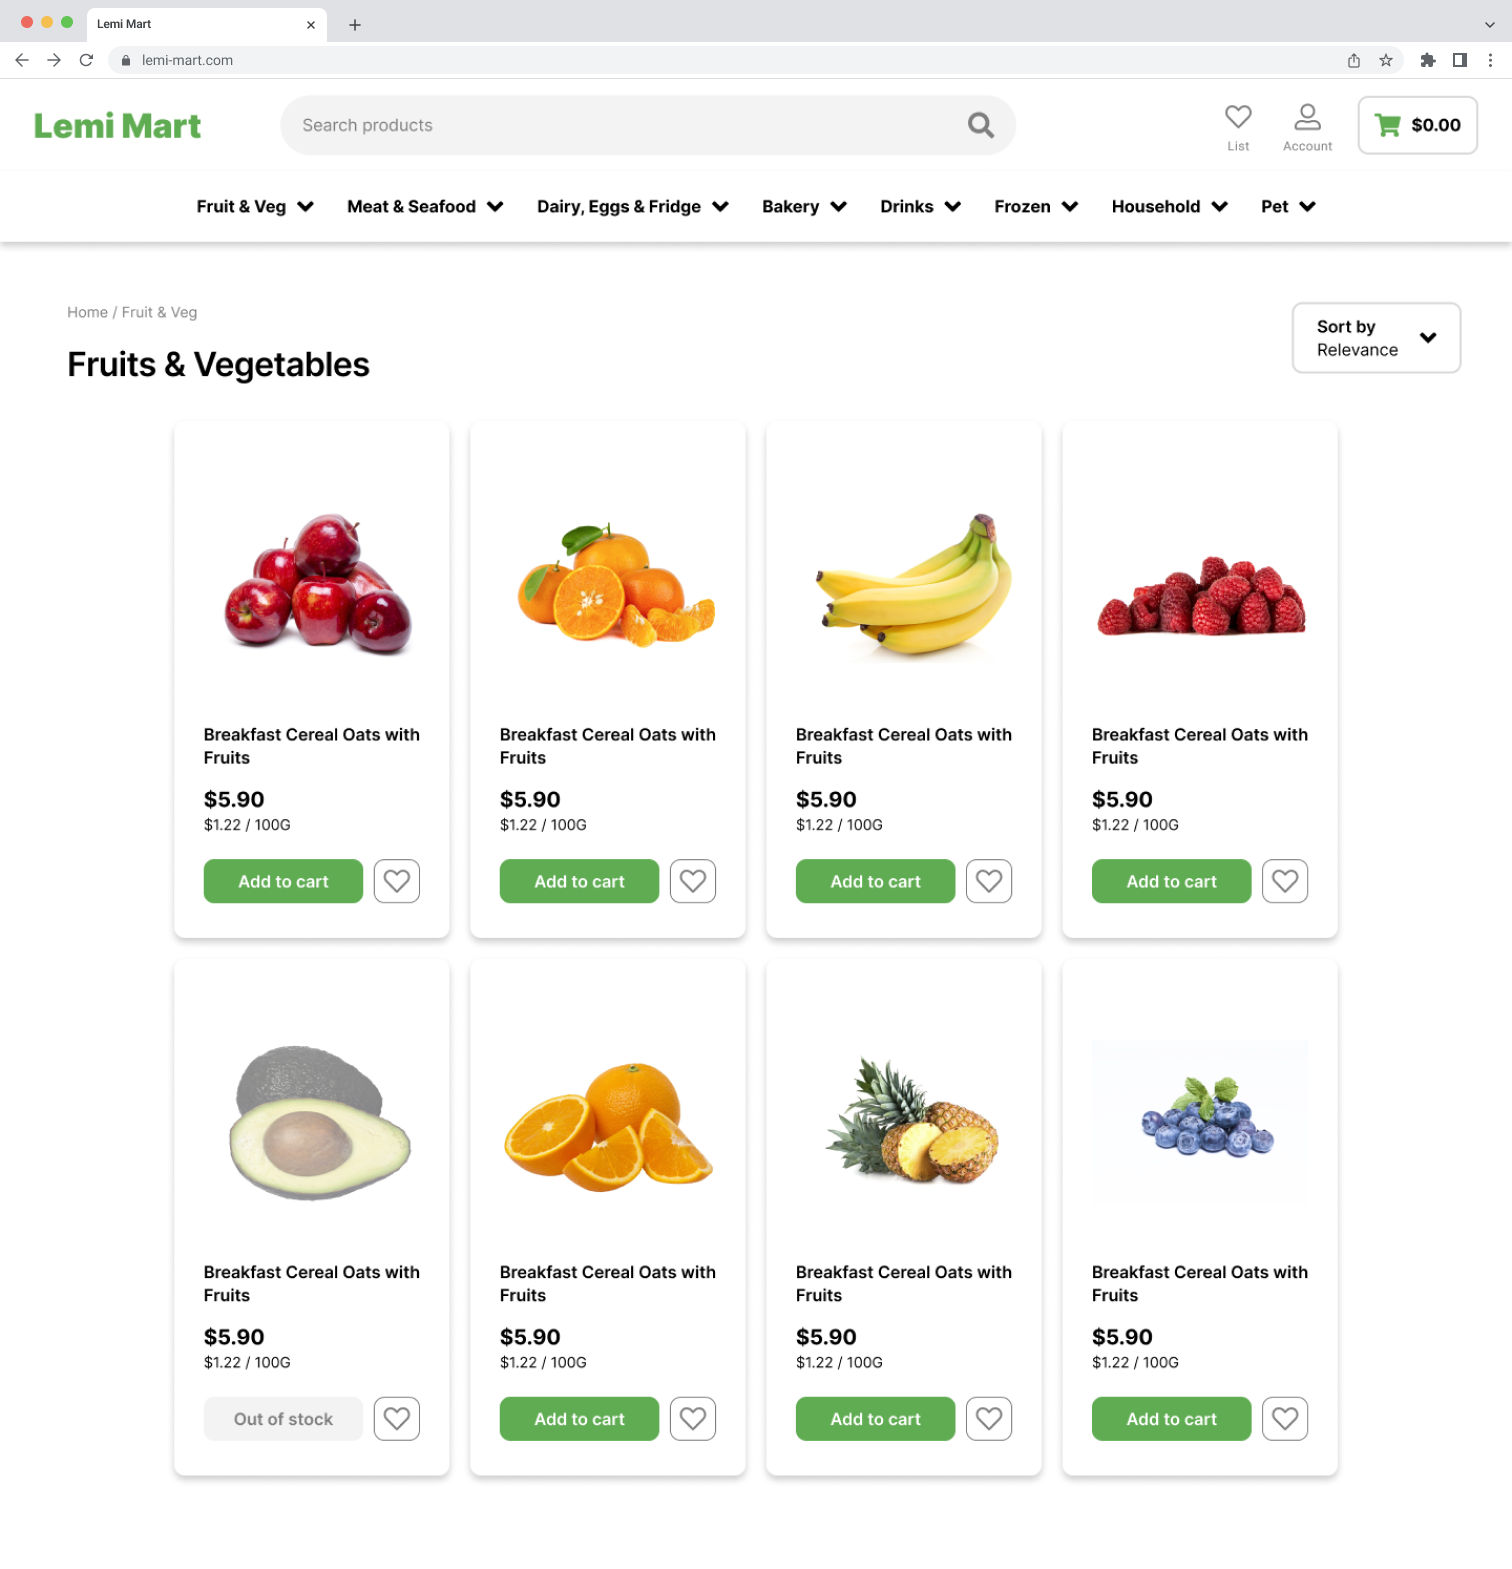 Lemi Mart
lemi-mart.com
Lemi Mart
Search products
List
Account
$0.00
Fruit & Veg
Meat & Seafood
Dairy, Eggs & Fridge
Bakery
Drinks
Frozen
Household
Pet
Home / Fruit & Veg
Fruits & Vegetables
Sort by
Relevance
Breakfast Cereal Oats with
Fruits
$5.90
$1.22 / 100G
Add to cart
Breakfast Cereal Oats with
Fruits
$5.90
$1.22 / 100G
Add to cart
Breakfast Cereal Oats with
Fruits
$5.90
$1.22 / 100G
Add to cart
Breakfast Cereal Oats with
Fruits
$5.90
$1.22 / 100G
Add to cart
Breakfast Cereal Oats with
Fruits
$5.90
$1.22 / 100G
Out of stock
Breakfast Cereal Oats with
Fruits
$5.90
$1.22 / 100G
Add to cart
Breakfast Cereal Oats with
Fruits
$5.90
$1.22 / 100G
Add to cart
Breakfast Cereal Oats with
Fruits
$5.90
$1.22 / 100G
Add to cart